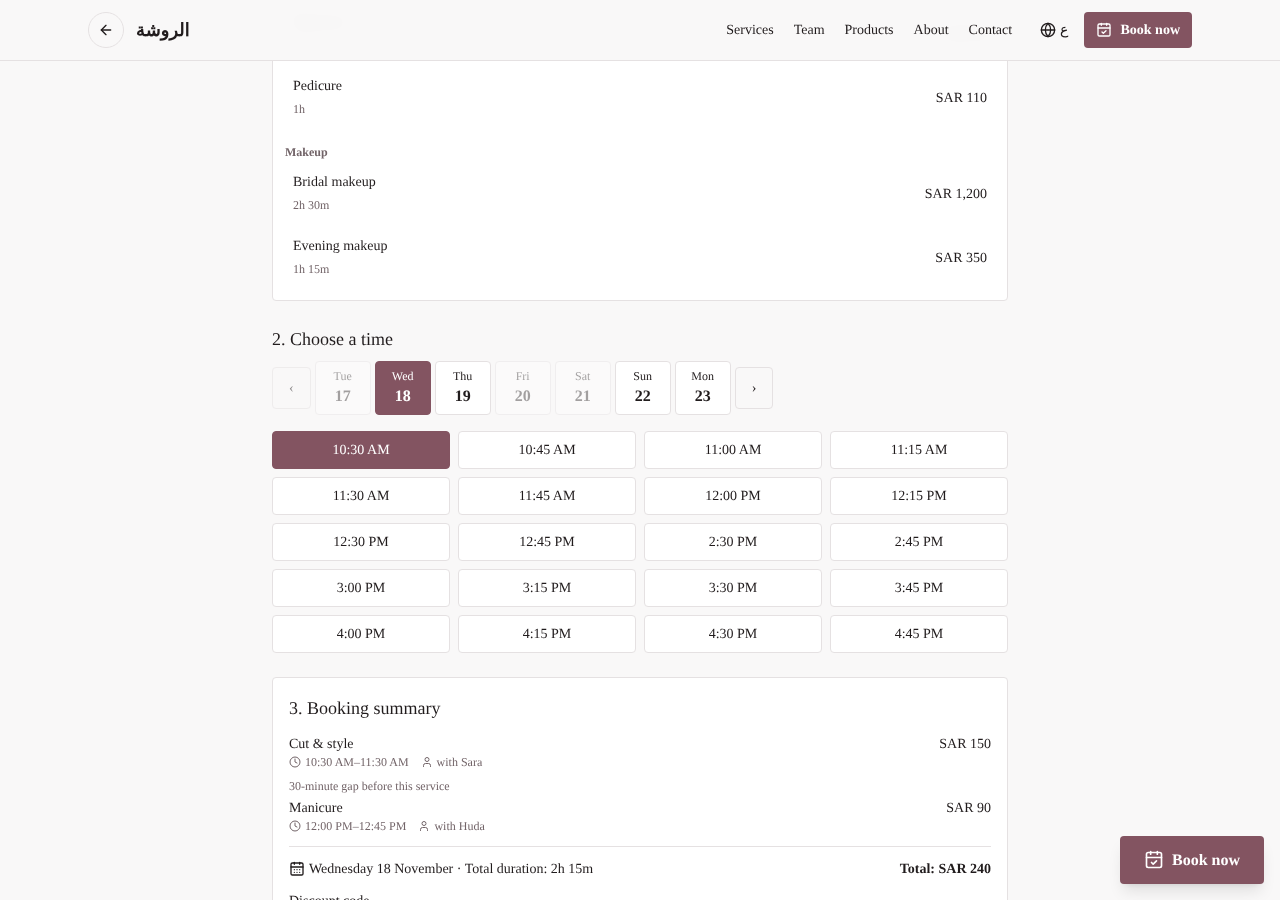 الروشة
Services Team Products About Contact ع Book now
Pedicure
1h
SAR 110
Makeup
Bridal makeup
2h 30m
SAR 1,200
Evening makeup
1h 15m
SAR 350
2. Choose a time
‹ Tue 17 Wed 18 Thu 19 Fri 20 Sat 21 Sun 22 Mon 23 ›
10:30 AM 10:45 AM 11:00 AM 11:15 AM
11:30 AM 11:45 AM 12:00 PM 12:15 PM
12:30 PM 12:45 PM 2:30 PM 2:45 PM
3:00 PM 3:15 PM 3:30 PM 3:45 PM
4:00 PM 4:15 PM 4:30 PM 4:45 PM
3. Booking summary
Cut & style SAR 150
10:30 AM–11:30 AM with Sara
30-minute gap before this service
Manicure SAR 90
12:00 PM–12:45 PM with Huda
Wednesday 18 November · Total duration: 2h 15m Total: SAR 240
Discount code
Book now